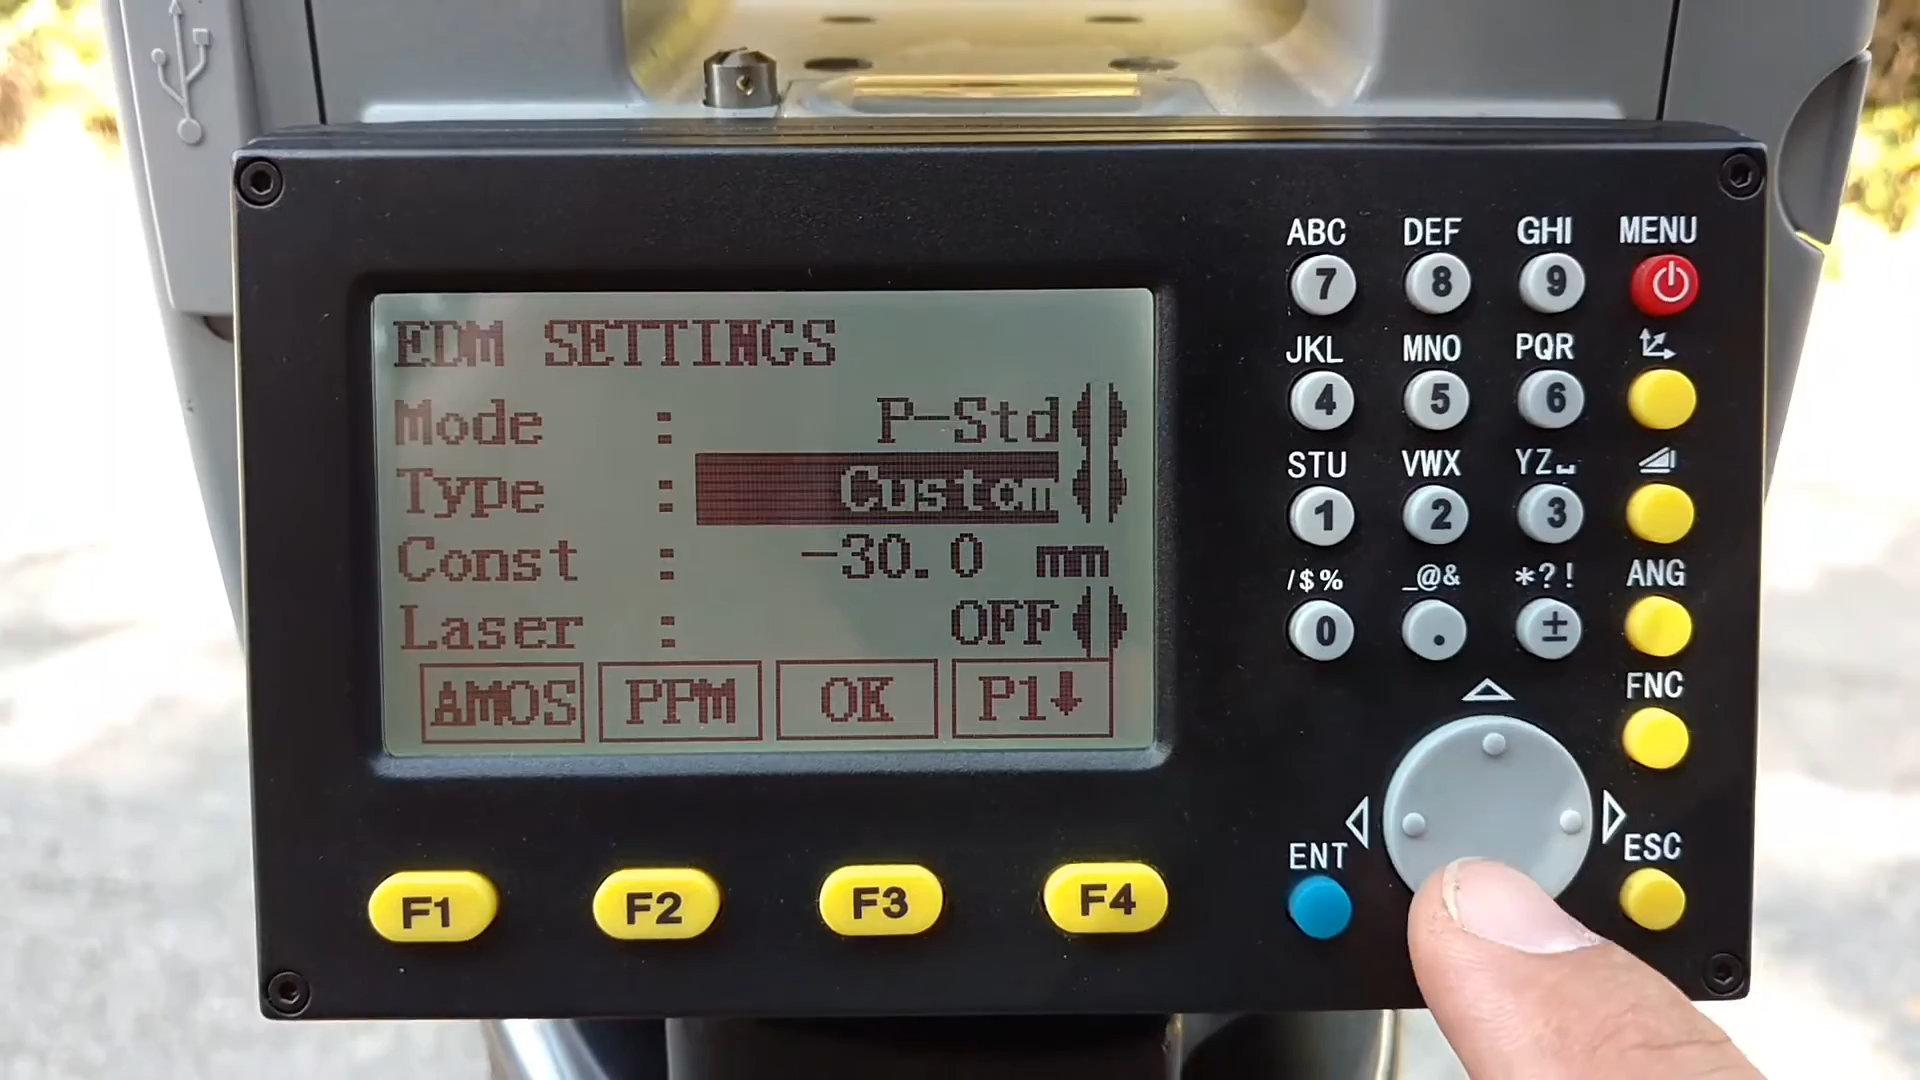 EDM SETTINGS
Mode : P-Std
Type : Custom
Const : -30.0 mm
Laser : OFF
AMOS PPM OK P1↓
F1 F2 F3 F4
ABC DEF GHI MENU
7 8 9
JKL MNO PQR
4 5 6
STU VWX YZ␣
1 2 3
/$% _@& *?! ANG
0 . ±
FNC
ENT ESC